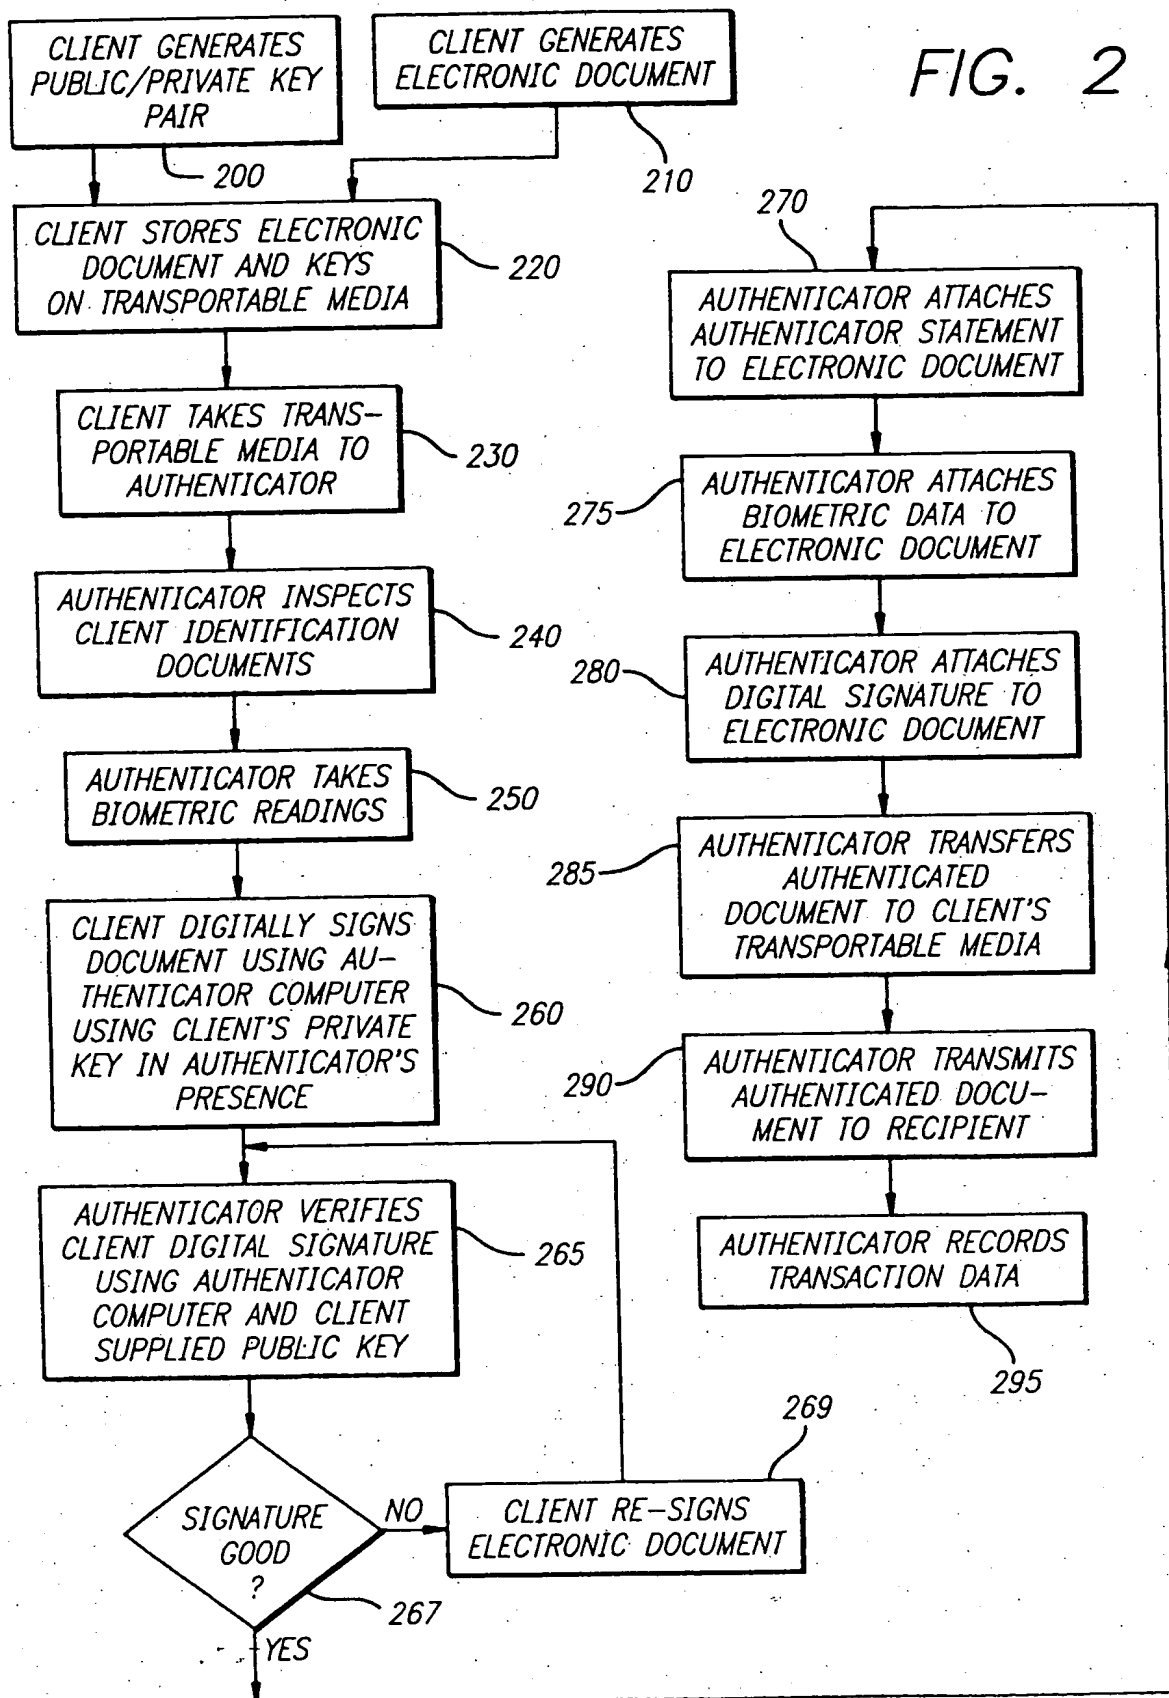 FIG. 2
CLIENT GENERATES
PUBLIC/PRIVATE KEY
PAIR
200
CLIENT GENERATES
ELECTRONIC DOCUMENT
210
CLIENT STORES ELECTRONIC
DOCUMENT AND KEYS
ON TRANSPORTABLE MEDIA
220
CLIENT TAKES TRANS-
PORTABLE MEDIA TO
AUTHENTICATOR
230
AUTHENTICATOR INSPECTS
CLIENT IDENTIFICATION
DOCUMENTS
240
AUTHENTICATOR TAKES
BIOMETRIC READINGS
250
CLIENT DIGITALLY SIGNS
DOCUMENT USING AU-
THENTICATOR COMPUTER
USING CLIENT'S PRIVATE
KEY IN AUTHENTICATOR'S
PRESENCE
260
AUTHENTICATOR VERIFIES
CLIENT DIGITAL SIGNATURE
USING AUTHENTICATOR
COMPUTER AND CLIENT
SUPPLIED PUBLIC KEY
265
SIGNATURE
GOOD
?
267
NO
YES
CLIENT RE-SIGNS
ELECTRONIC DOCUMENT
269
270
AUTHENTICATOR ATTACHES
AUTHENTICATOR STATEMENT
TO ELECTRONIC DOCUMENT
275
AUTHENTICATOR ATTACHES
BIOMETRIC DATA TO
ELECTRONIC DOCUMENT
280
AUTHENTICATOR ATTACHES
DIGITAL SIGNATURE TO
ELECTRONIC DOCUMENT
285
AUTHENTICATOR TRANSFERS
AUTHENTICATED
DOCUMENT TO CLIENT'S
TRANSPORTABLE MEDIA
290
AUTHENTICATOR TRANSMITS
AUTHENTICATED DOCU-
MENT TO RECIPIENT
AUTHENTICATOR RECORDS
TRANSACTION DATA
295